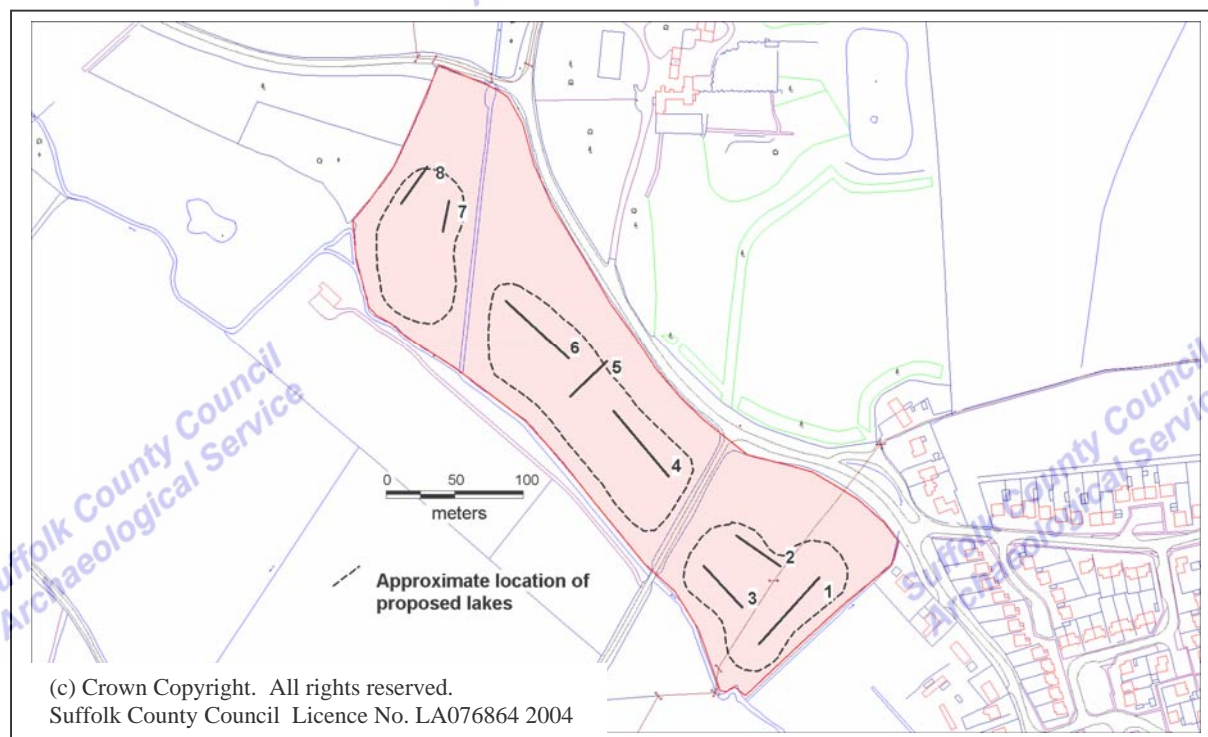 8
7
6
5
4
2
3
1
0 50 100
meters
Approximate location of
proposed lakes
Suffolk County Council
Archaeological Service
Suffolk County Council
Archaeological Service
(c) Crown Copyright. All rights reserved.
Suffolk County Council Licence No. LA076864 2004